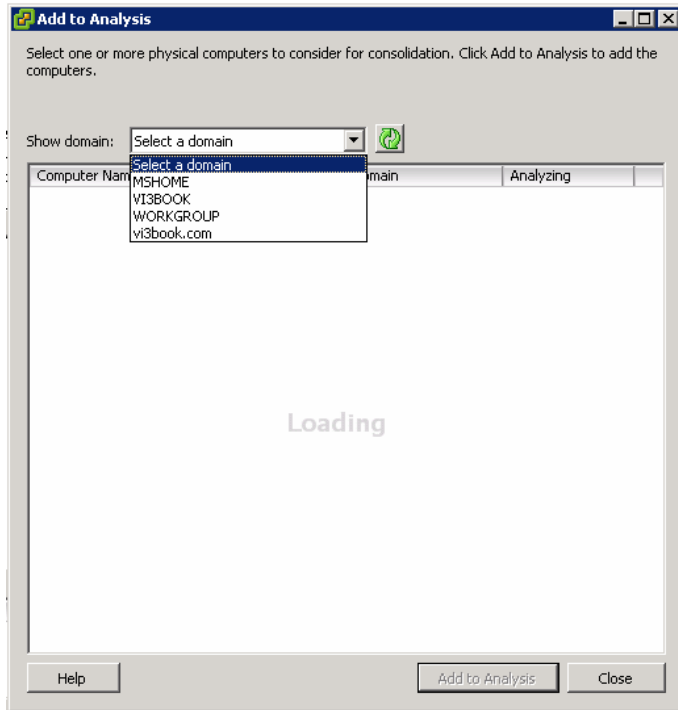 Add to Analysis
Select one or more physical computers to consider for consolidation. Click Add to Analysis to add the
computers.
Show domain: Select a domain
Select a domain
Computer Nam main Analyzing
MSHOME
VI3BOOK
WORKGROUP
vi3book.com
Loading
Help Add to Analysis Close